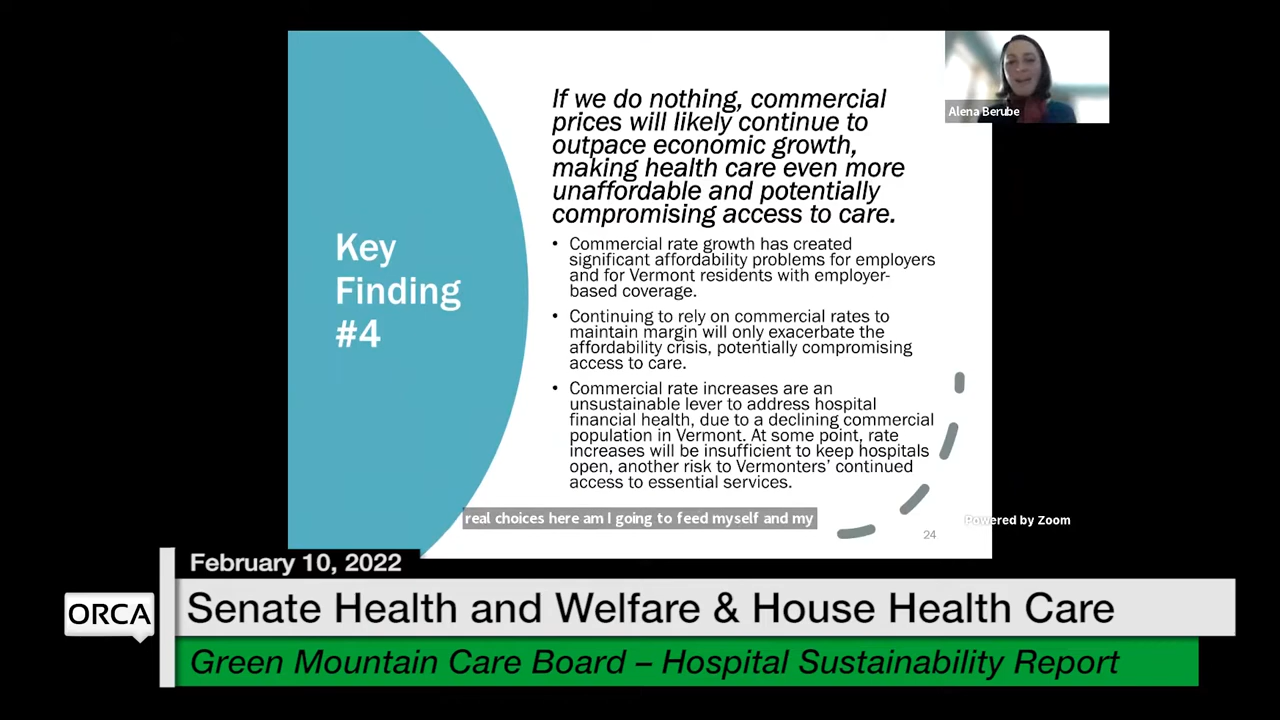 Key
Finding
#4
If we do nothing, commercial
prices will likely continue to
outpace economic growth,
making health care even more
unaffordable and potentially
compromising access to care.
• Commercial rate growth has created
significant affordability problems for employers
and for Vermont residents with employer-
based coverage.
• Continuing to rely on commercial rates to
maintain margin will only exacerbate the
affordability crisis, potentially compromising
access to care.
• Commercial rate increases are an
unsustainable lever to address hospital
financial health, due to a declining commercial
population in Vermont. At some point, rate
increases will be insufficient to keep hospitals
open, another risk to Vermonters’ continued
access to essential services.
real choices here am I going to feed myself and my
24
Alena Berube
Powered by Zoom
February 10, 2022
ORCA
Senate Health and Welfare & House Health Care
Green Mountain Care Board – Hospital Sustainability Report